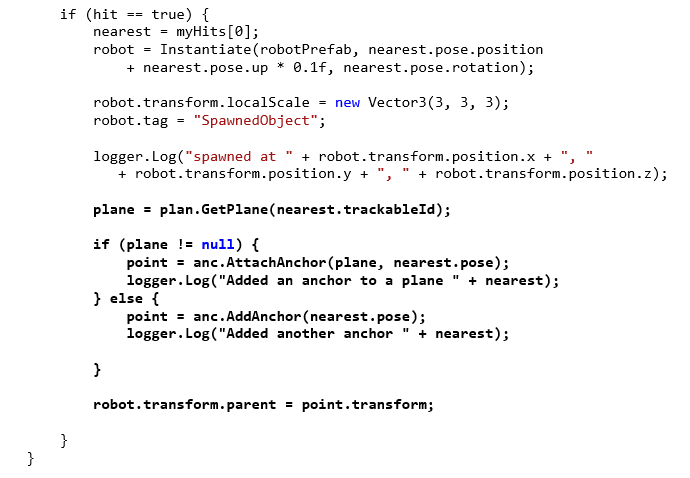 if (hit == true) {
nearest = myHits[0];
robot = Instantiate(robotPrefab, nearest.pose.position
+ nearest.pose.up * 0.1f, nearest.pose.rotation);
robot.transform.localScale = new Vector3(3, 3, 3);
robot.tag = "SpawnedObject";
logger.Log("spawned at " + robot.transform.position.x + ", "
+ robot.transform.position.y + ", " + robot.transform.position.z);
plane = plan.GetPlane(nearest.trackableId);
if (plane != null) {
point = anc.AttachAnchor(plane, nearest.pose);
logger.Log("Added an anchor to a plane " + nearest);
} else {
point = anc.AddAnchor(nearest.pose);
logger.Log("Added another anchor " + nearest);
}
robot.transform.parent = point.transform;
}
}